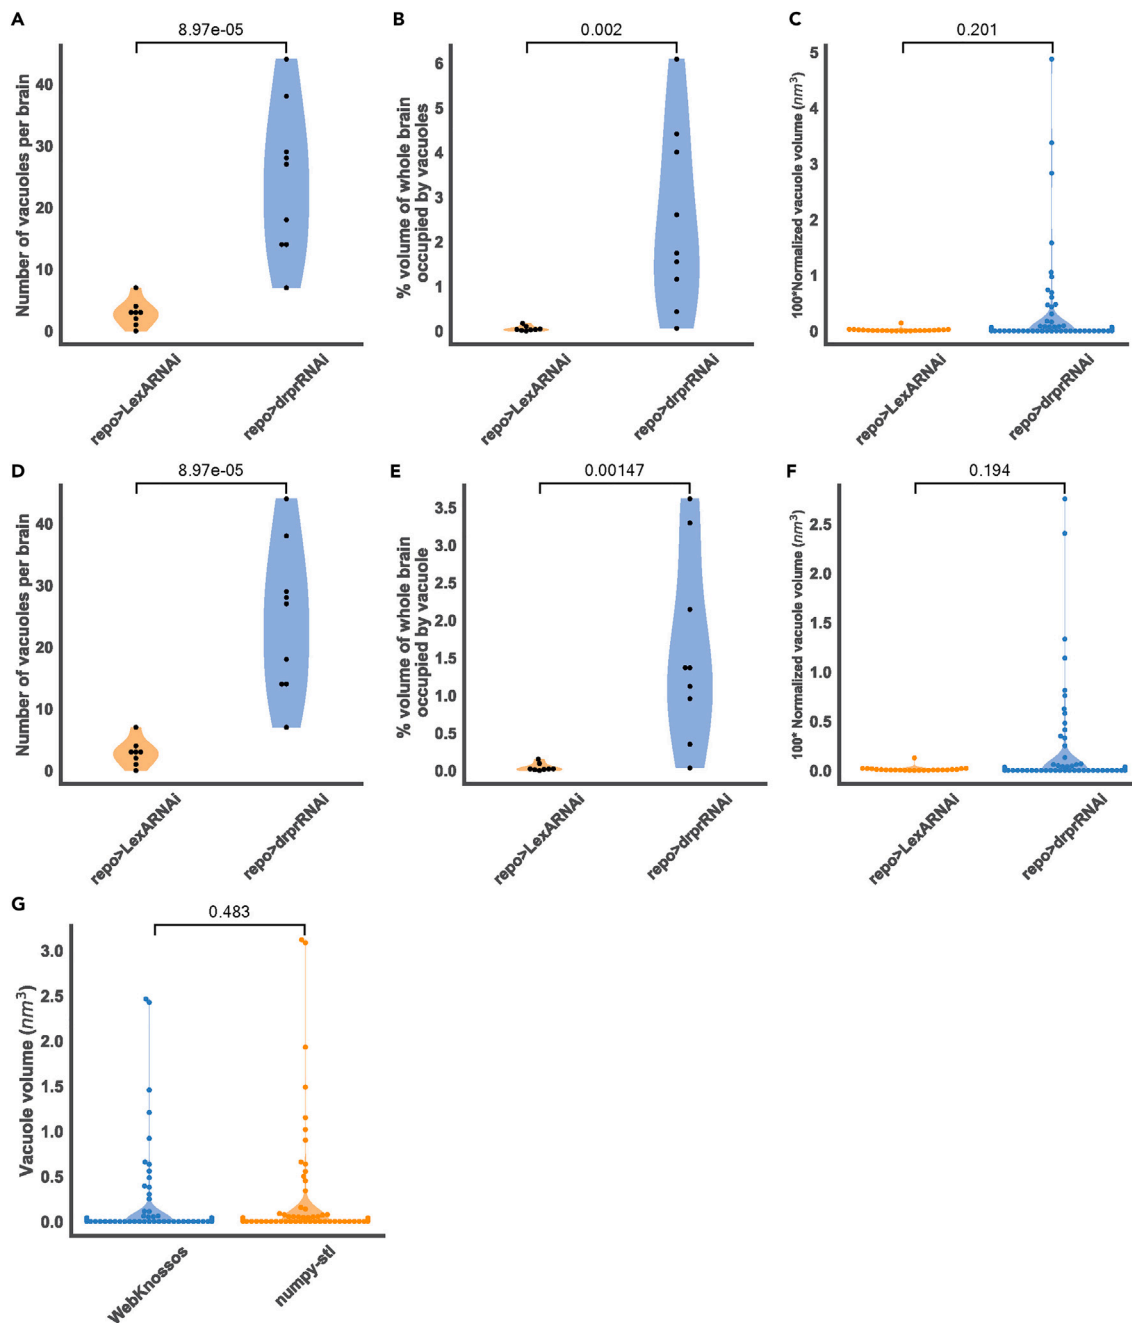 A
8.97e-05
Number of vacuoles per brain
40
30
20
10
0
repo>LexARNAi
repo>drprRNAi
B
0.002
% volume of whole brain
occupied by vacuoles
6
5
4
3
2
1
0
repo>LexARNAi
repo>drprRNAi
C
0.201
100*Normalized vacuole volume (nm³)
5
4
3
2
1
0
repo>LexARNAi
repo>drprRNAi
D
8.97e-05
Number of vacuoles per brain
40
30
20
10
0
repo>LexARNAi
repo>drprRNAi
E
0.00147
% volume of whole brain
occupied by vacuole
3.5
3.0
2.5
2.0
1.5
1.0
0.5
0.0
repo>LexARNAi
repo>drprRNAi
F
0.194
100* Normalized vacuole volume (nm³)
2.5
2.0
1.5
1.0
0.5
0.0
repo>LexARNAi
repo>drprRNAi
G
0.483
Vacuole volume (nm³)
3.0
2.5
2.0
1.5
1.0
0.5
0.0
WebKnossos
numpy-stl